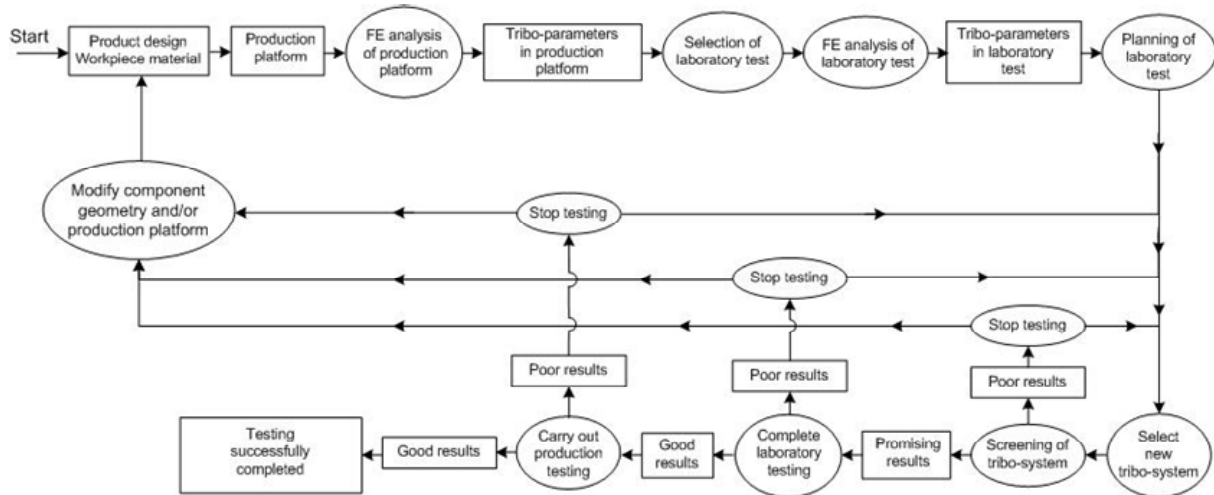 Start
Product design
Workpiece material
Production
platform
FE analysis
of production
platform
Tribo-parameters
in production
platform
Selection of
laboratory test
FE analysis of
laboratory test
Tribo-parameters
in laboratory
test
Planning of
laboratory
test
Modify component
geometry and/or
production platform
Stop testing
Stop testing
Stop testing
Poor results
Poor results
Poor results
Testing
successfully
completed
Good results
Carry out
production
testing
Good
results
Complete
laboratory
testing
Promising
results
Screening of
tribo-system
Select
new
tribo-system